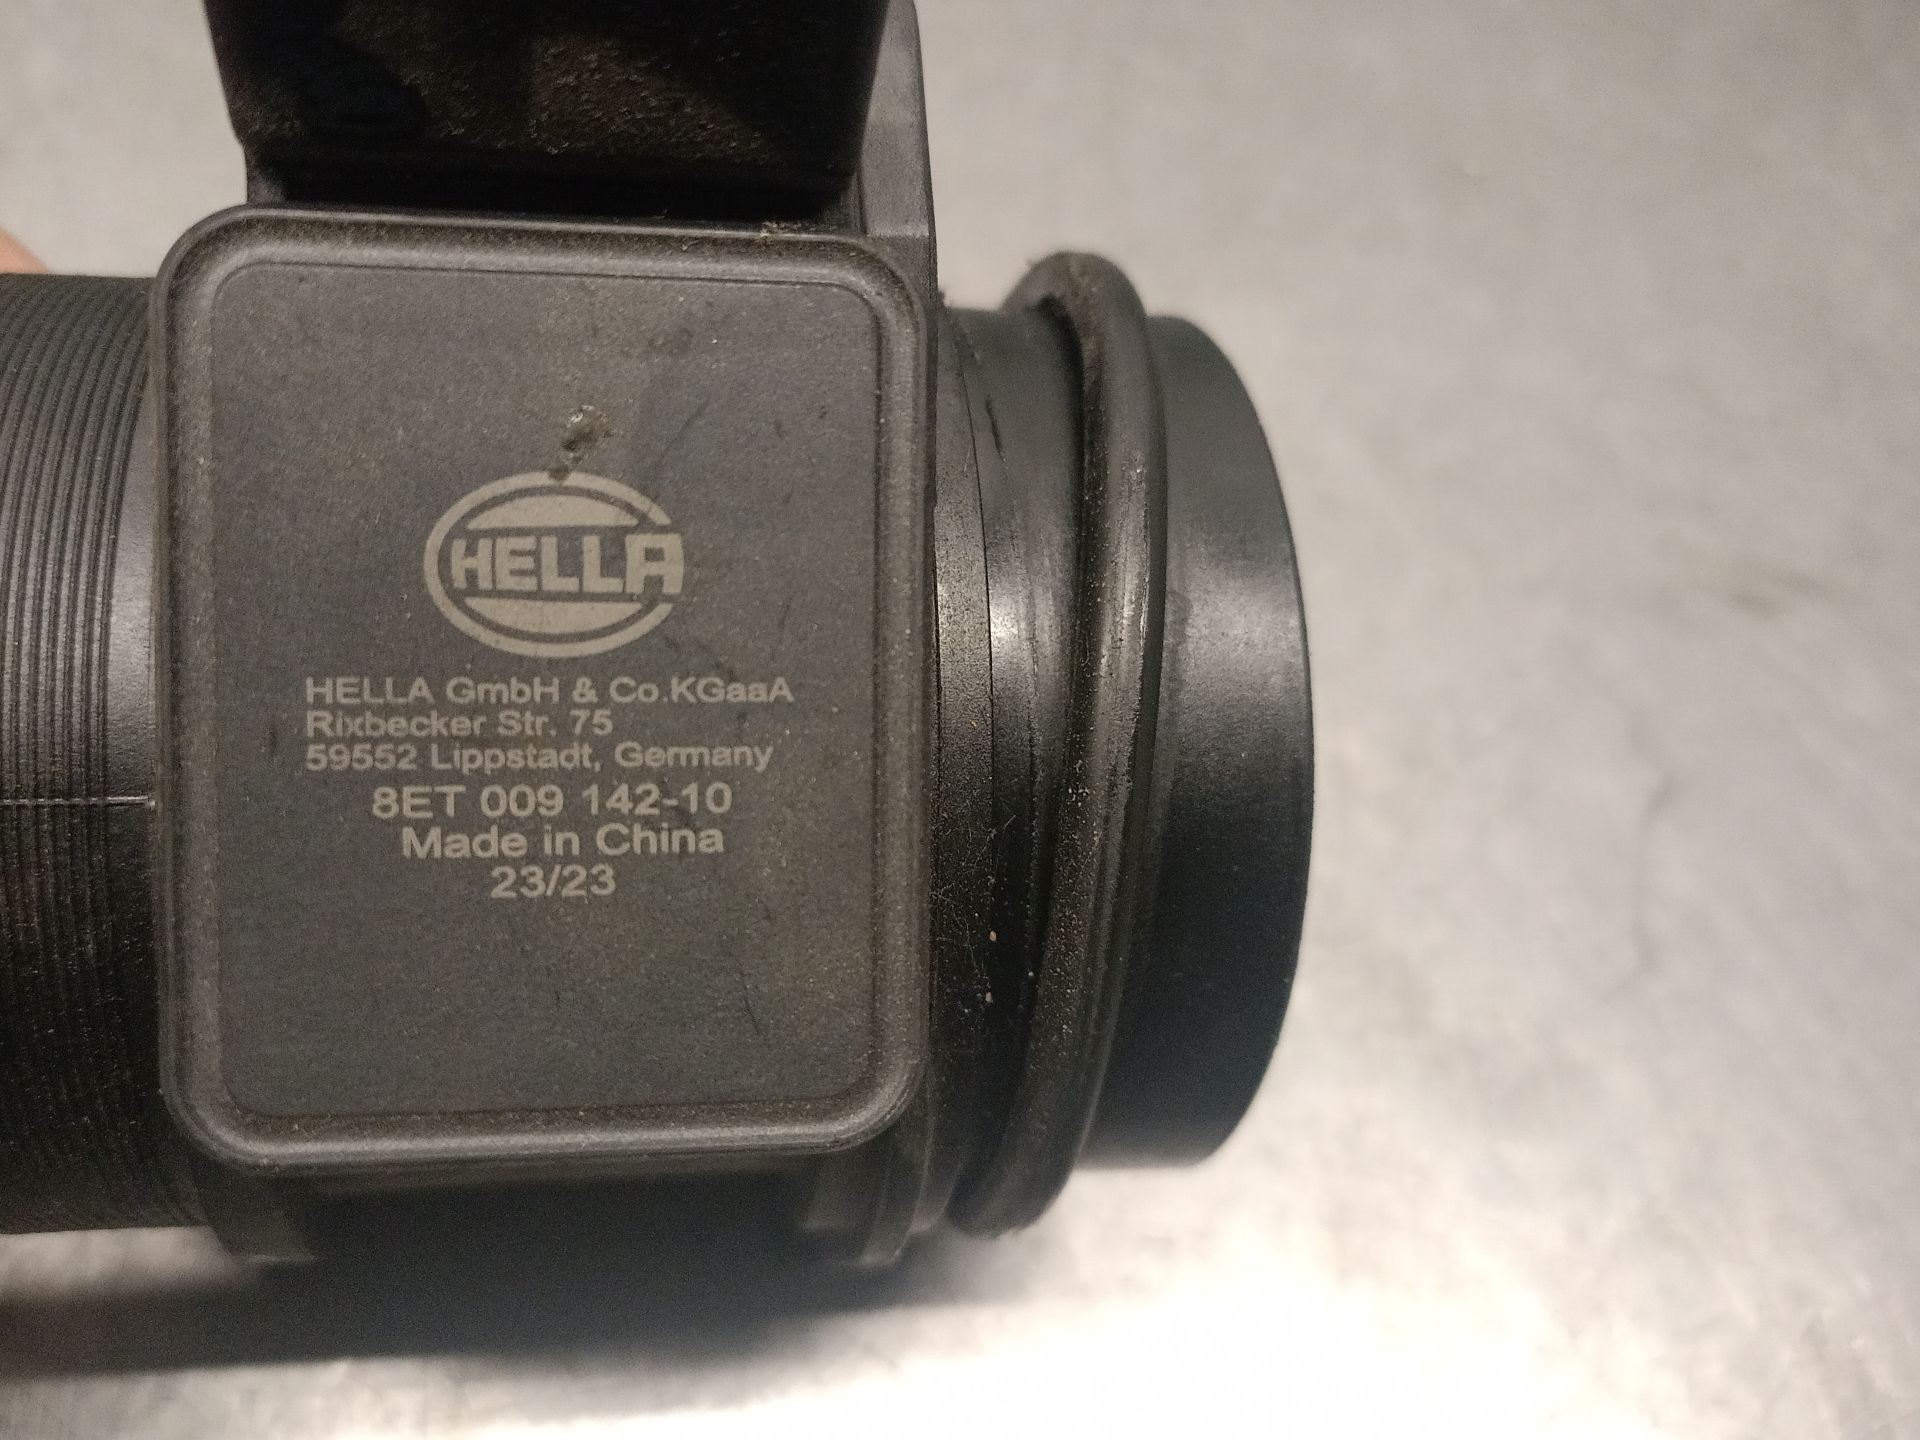 HELLA
HELLA GmbH & Co.KGaaA
Rixbecker Str. 75
59552 Lippstadt, Germany
8ET 009 142-10
Made in China
23/23